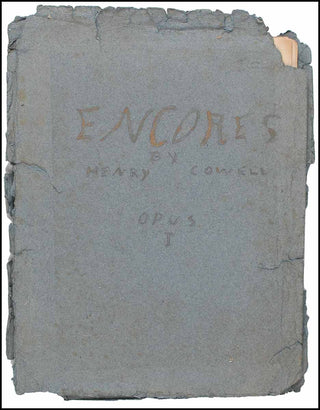 ENCORES
BY
HENRY COWELL
OPUS
I